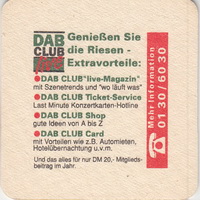 DAB
CLUB
Genießen Sie
die Riesen -
Extravorteile:
DAB CLUB"live-Magazin"
mit Szenetrends und "wo läuft was"
DAB CLUB Ticket-Service
Last Minute Konzertkarten-Hotline
DAB CLUB Shop
gute Ideen von A bis Z
DAB CLUB Card
mit Vorteilen wie z.B. Automieten,
Hotelübernachtung u.v.m.
Und das alles für nur DM 20,- Mitglieds-
beitrag im Jahr.
Mehr Information
01 30/60 30